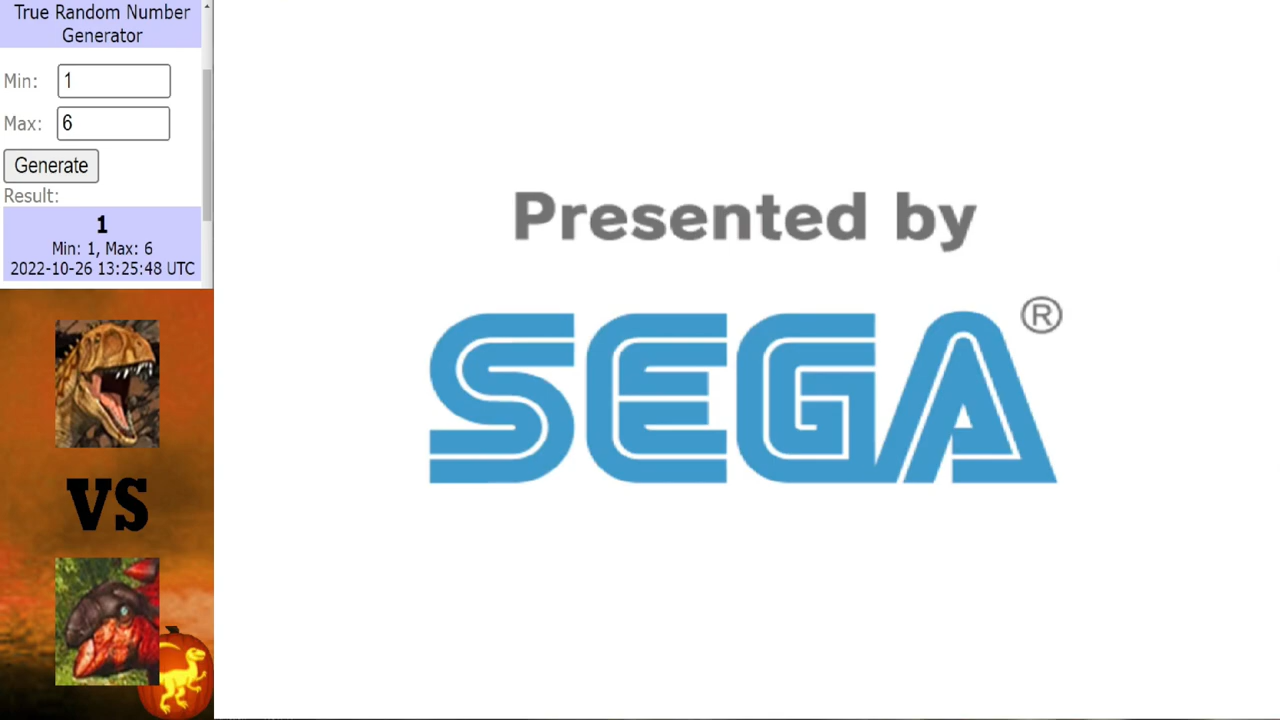 True Random Number
Generator
Min: 1
Max: 6
Generate
Result:
1
Min: 1, Max: 6
2022-10-26 13:25:48 UTC
VS
Presented by
SEGA®